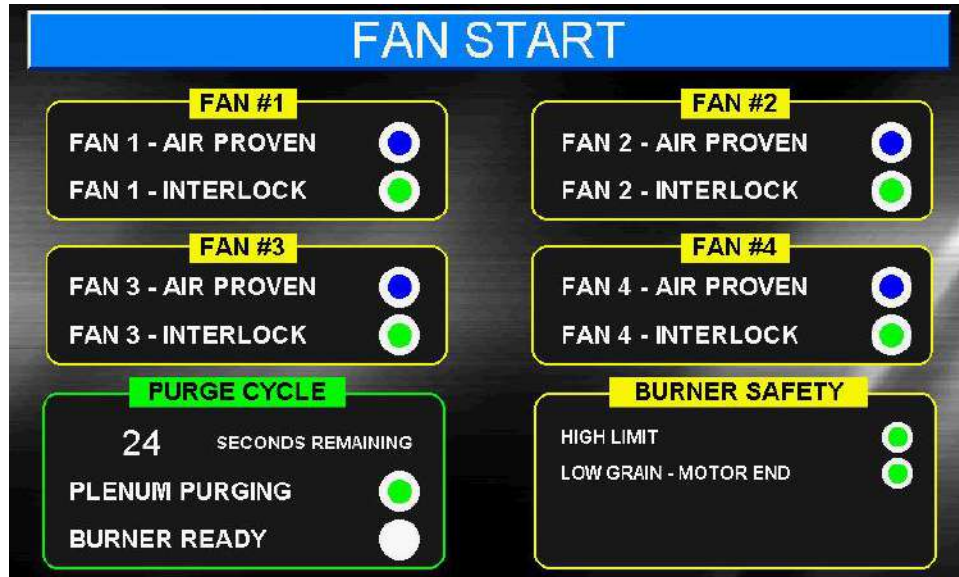 FAN START
FAN #1
FAN 1 - AIR PROVEN
FAN 1 - INTERLOCK
FAN #2
FAN 2 - AIR PROVEN
FAN 2 - INTERLOCK
FAN #3
FAN 3 - AIR PROVEN
FAN 3 - INTERLOCK
FAN #4
FAN 4 - AIR PROVEN
FAN 4 - INTERLOCK
PURGE CYCLE
24 SECONDS REMAINING
PLENUM PURGING
BURNER READY
BURNER SAFETY
HIGH LIMIT
LOW GRAIN - MOTOR END